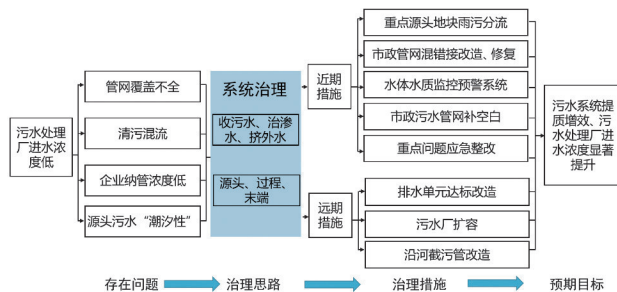 污水处理
厂进水浓
度低
管网覆盖不全
清污混流
企业纳管浓度低
源头污水“潮汐性”
系统治理
收污水、治渗
水、挤外水
源头、过程、
末端
近期
措施
远期
措施
重点源头地块雨污分流
市政管网混错接改造、修复
水体水质监控预警系统
市政污水管网补空白
重点问题应急整改
排水单元达标改造
污水厂扩容
沿河截污管改造
污水系统提
质增效、污
水处理厂进
水浓度显著
提升
存在问题
治理思路
治理措施
预期目标